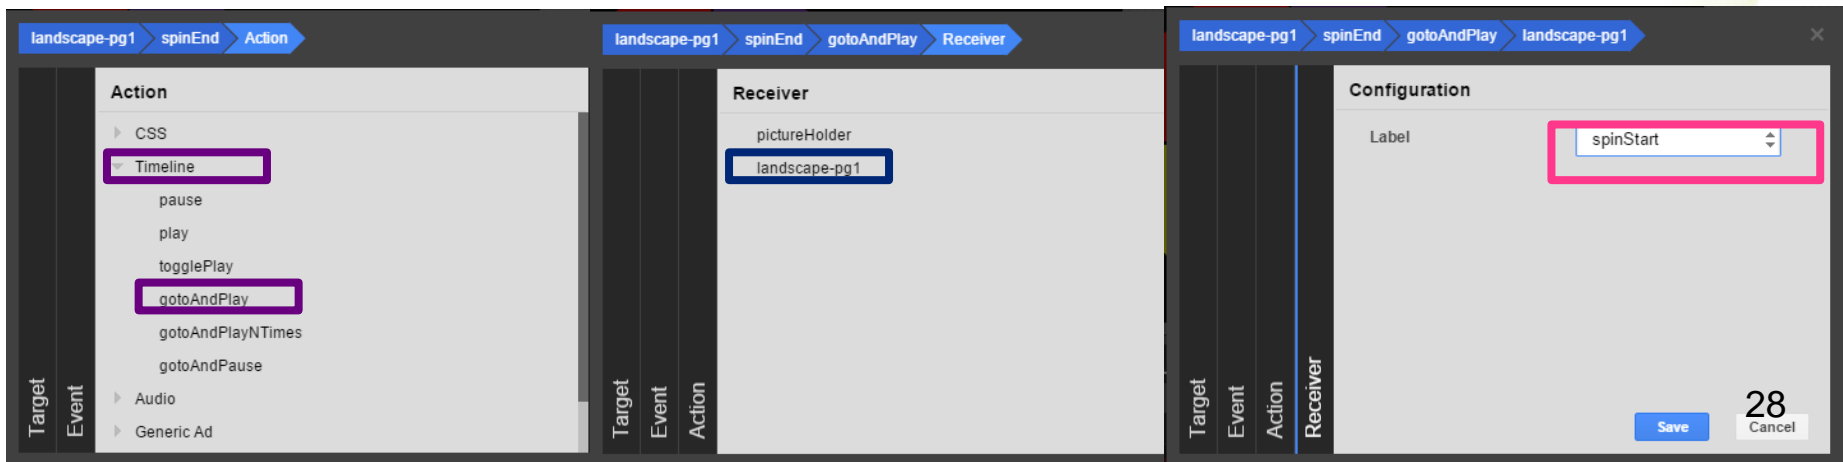 landscape-pg1 spinEnd Action
Action
CSS
Timeline
pause
play
togglePlay
gotoAndPlay
gotoAndPlayNTimes
gotoAndPause
Audio
Generic Ad
Target
Event
landscape-pg1 spinEnd gotoAndPlay Receiver
Receiver
pictureHolder
landscape-pg1
Target
Event
Action
landscape-pg1 spinEnd gotoAndPlay landscape-pg1
Configuration
Label spinStart
Target
Event
Action
Receiver
28
Save Cancel